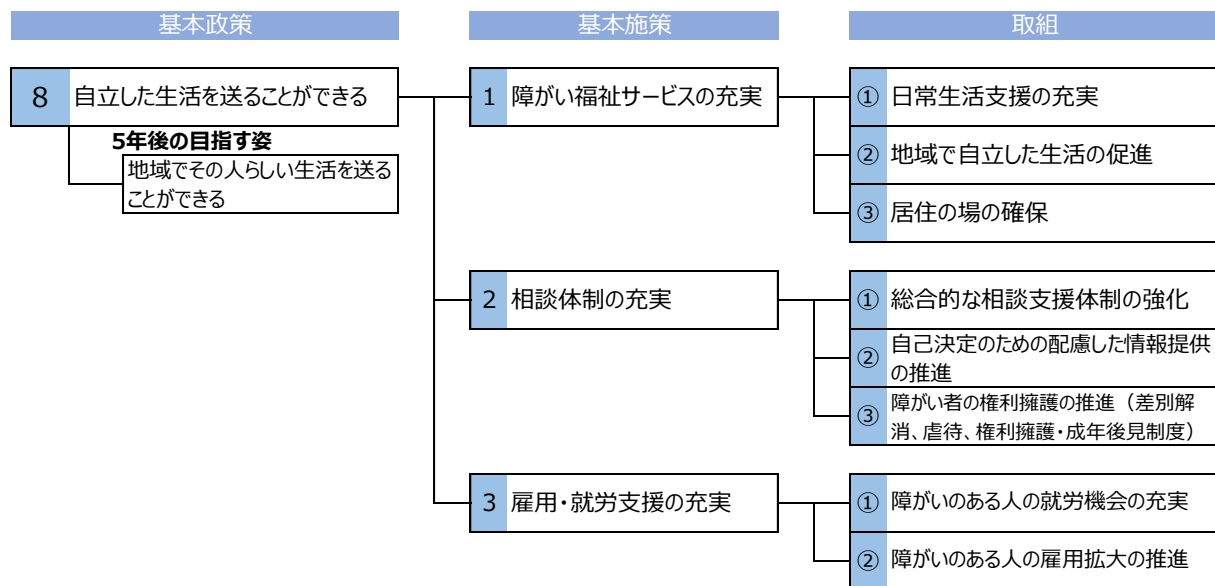 基本政策
基本施策
取組
8 自立した生活を送ることができる
5年後の目指す姿
地域でその人らしい生活を送る
ことができる
1 障がい福祉サービスの充実
① 日常生活支援の充実
② 地域で自立した生活の促進
③ 居住の場の確保
2 相談体制の充実
① 総合的な相談支援体制の強化
② 自己決定のための配慮した情報提供
の推進
③ 障がい者の権利擁護の推進（差別解
消、虐待、権利擁護・成年後見制度）
3 雇用・就労支援の充実
① 障がいのある人の就労機会の充実
② 障がいのある人の雇用拡大の推進